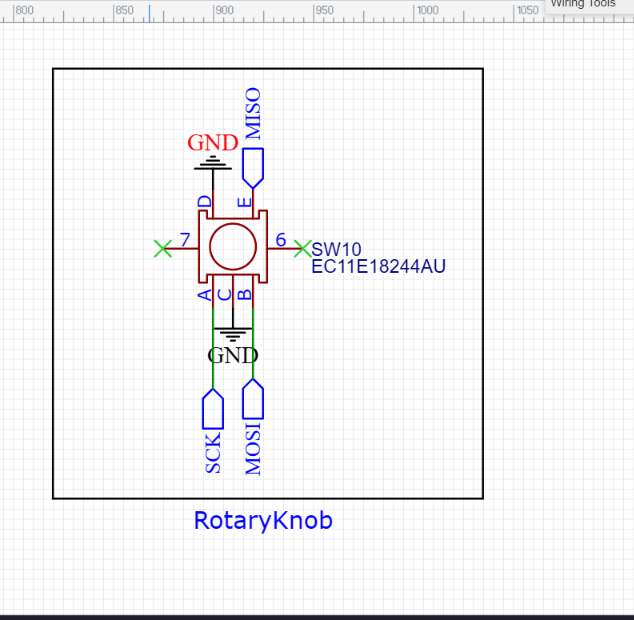 800
850
900
950
1000
1050
Wiring Tools
MISO
GND
D
E
7
6
SW10
EC11E18244AU
A
C
B
GND
SCK
MOSI
RotaryKnob